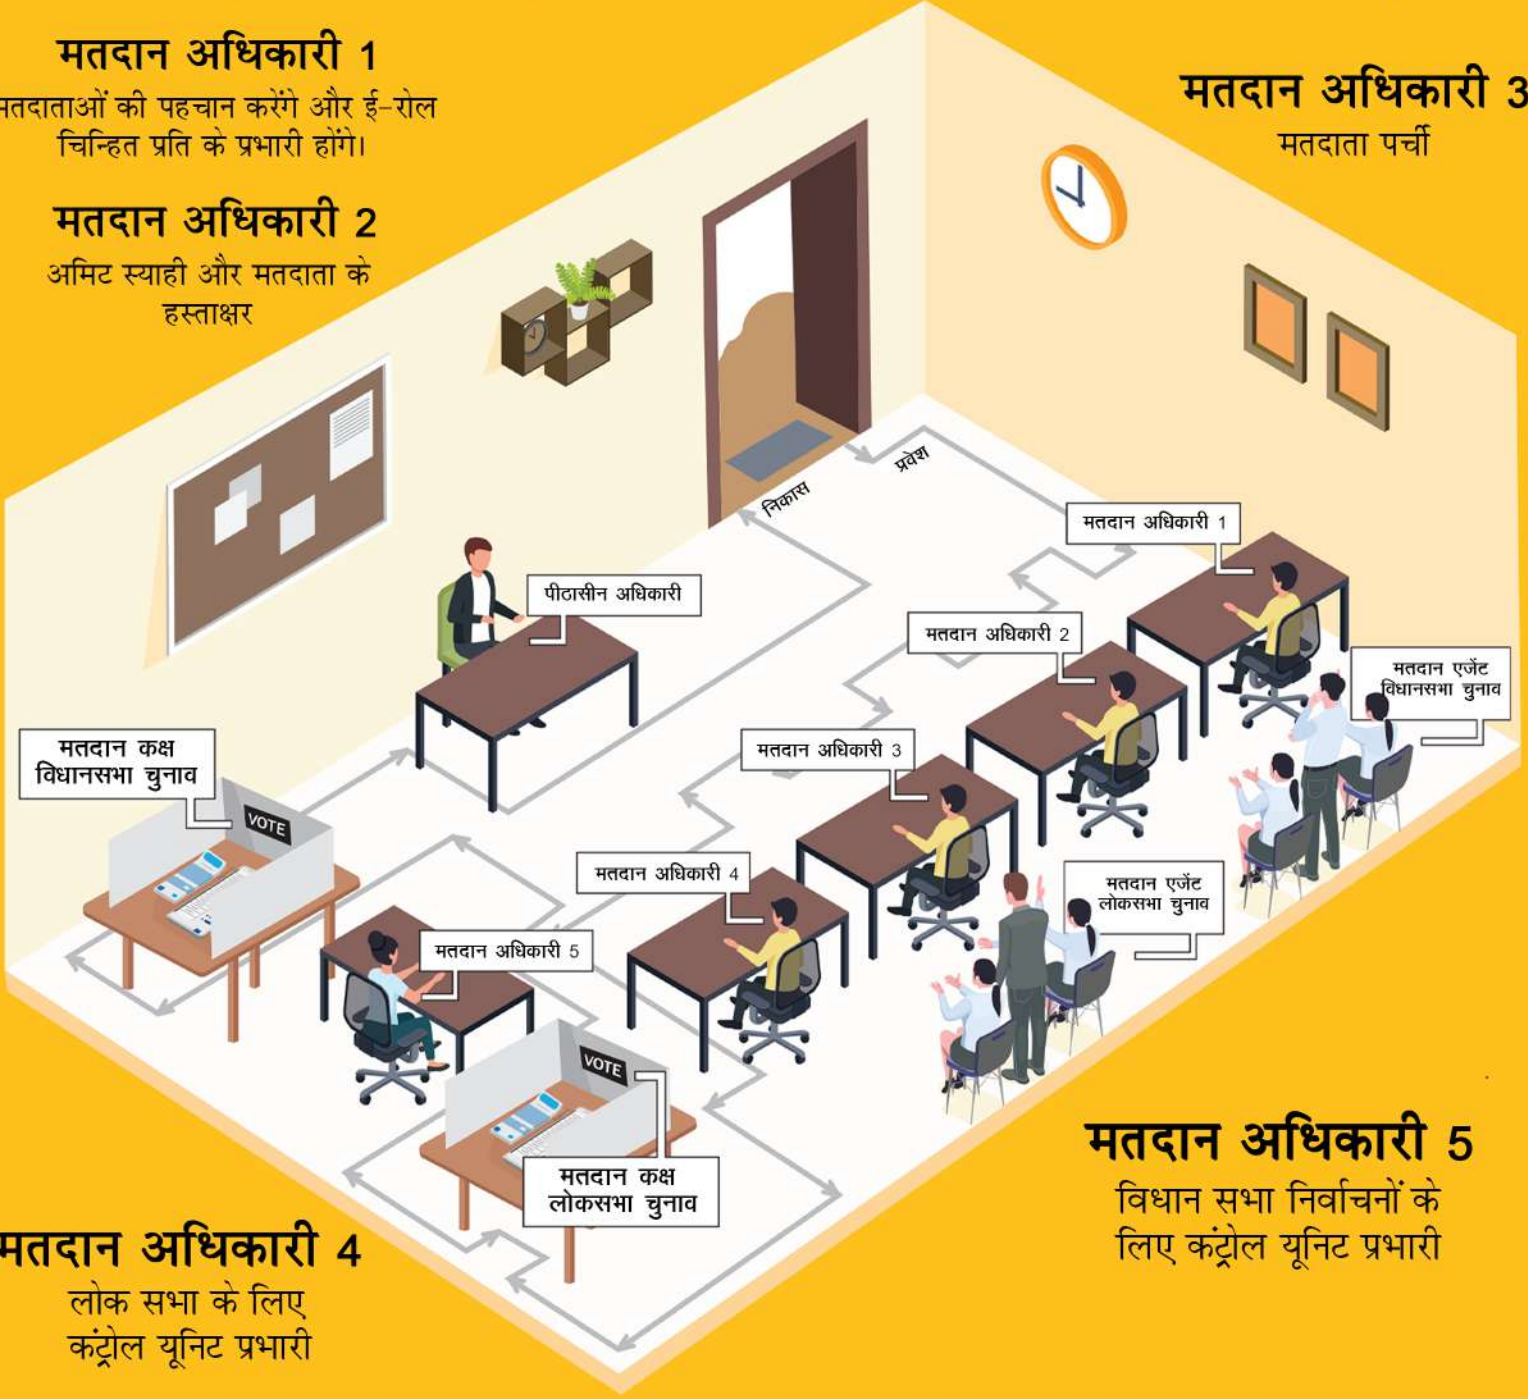 मतदान अधिकारी 1
मतदाताओं की पहचान करेंगे और ई-रोल
चिन्हित प्रति के प्रभारी होंगे।
मतदान अधिकारी 2
अमिट स्याही और मतदाता के
हस्ताक्षर
मतदान अधिकारी 3
मतदाता पर्ची
प्रवेश
निकास
मतदान अधिकारी 1
पीठासीन अधिकारी
मतदान अधिकारी 2
मतदान एजेंट
विधानसभा चुनाव
मतदान अधिकारी 3
मतदान कक्ष
विधानसभा चुनाव
VOTE
मतदान अधिकारी 4
मतदान एजेंट
लोकसभा चुनाव
मतदान अधिकारी 5
VOTE
मतदान कक्ष
लोकसभा चुनाव
मतदान अधिकारी 5
विधान सभा निर्वाचनों के
लिए कंट्रोल यूनिट प्रभारी
मतदान अधिकारी 4
लोक सभा के लिए
कंट्रोल यूनिट प्रभारी